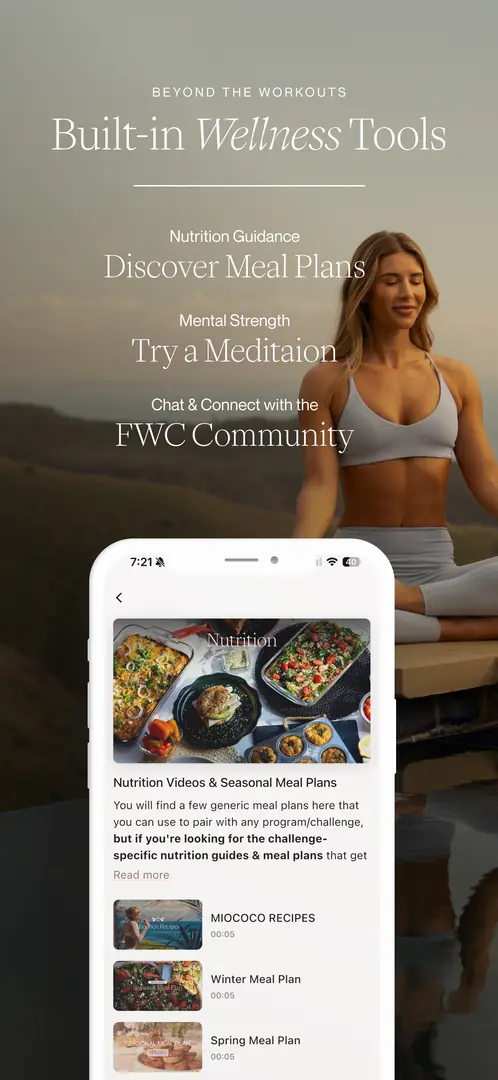 BEYOND THE WORKOUTS
Built-in Wellness Tools
Nutrition Guidance
Discover Meal Plans
Mental Strength
Try a Meditaion
Chat & Connect with the
FWC Community
7:21
40
Nutrition
Nutrition Videos & Seasonal Meal Plans
You will find a few generic meal plans here that
you can use to pair with any program/challenge,
but if you're looking for the challenge-
specific nutrition guides & meal plans that get
Read more
MIOCOCO RECIPES
00:05
Winter Meal Plan
00:05
SEASONAL MEAL PLAN
Spring Meal Plan
00:05